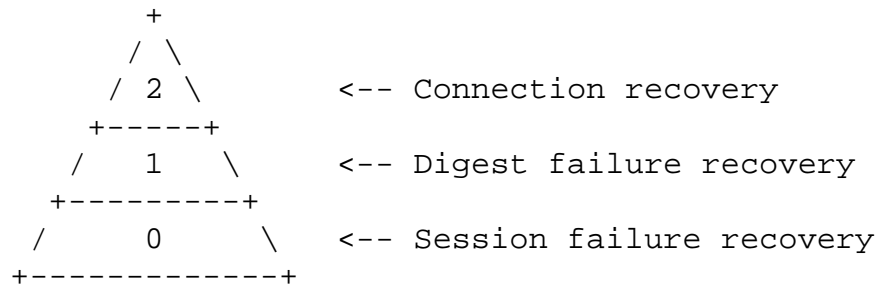 +
/ \
/ 2 \ <-- Connection recovery
+-----+
/ 1 \ <-- Digest failure recovery
+---------+
/ 0 \ <-- Session failure recovery
+-------------+